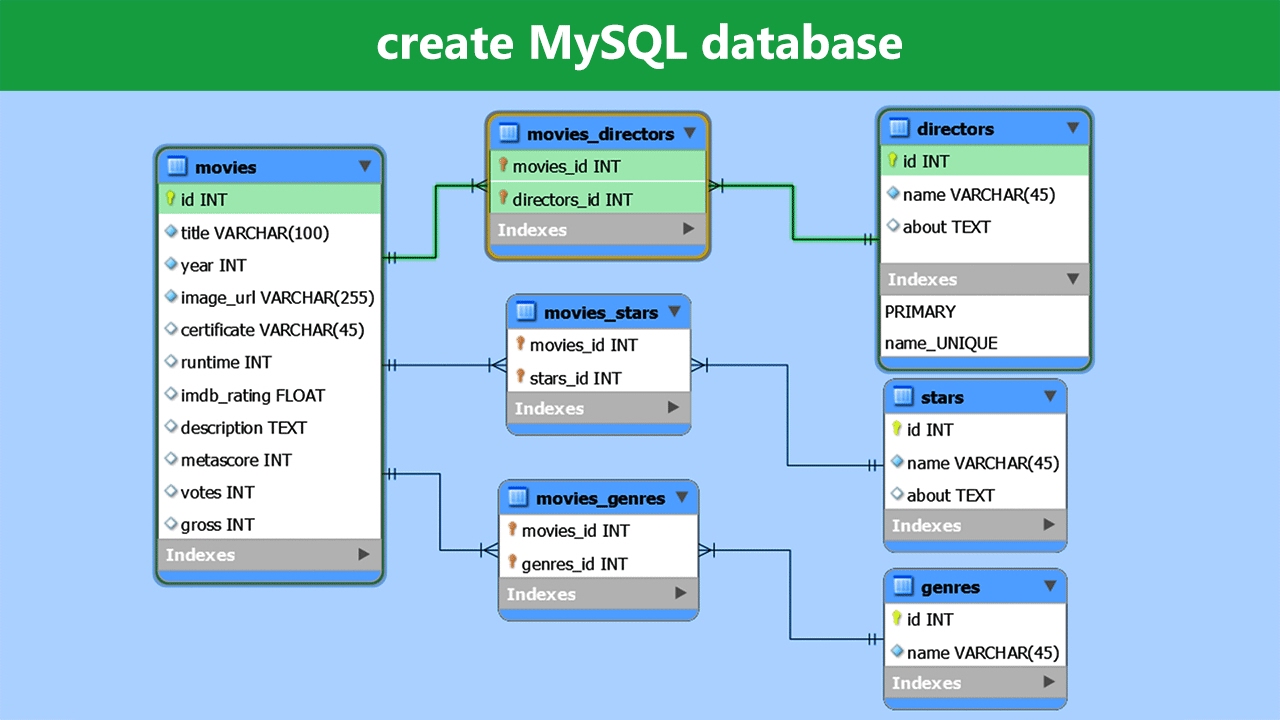 create MySQL database
movies
id INT
title VARCHAR(100)
year INT
image_url VARCHAR(255)
certificate VARCHAR(45)
runtime INT
imdb_rating FLOAT
description TEXT
metascore INT
votes INT
gross INT
Indexes
movies_directors
movies_id INT
directors_id INT
Indexes
movies_stars
movies_id INT
stars_id INT
Indexes
movies_genres
movies_id INT
genres_id INT
Indexes
directors
id INT
name VARCHAR(45)
about TEXT
Indexes
PRIMARY
name_UNIQUE
stars
id INT
name VARCHAR(45)
about TEXT
Indexes
genres
id INT
name VARCHAR(45)
Indexes